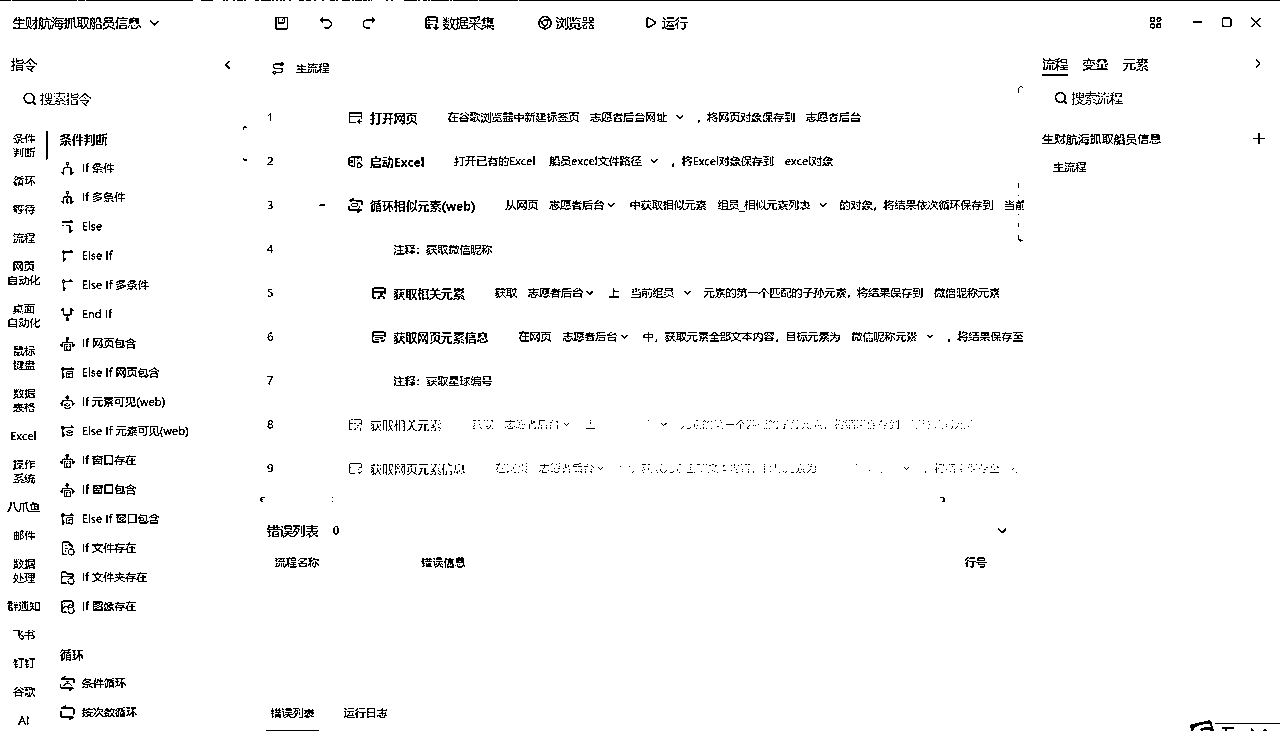 生财航海抓取船员信息
数据采集
浏览器
运行
指令
搜索指令
条件判断
循环
等待
流程
网页自动化
桌面自动化
鼠标键盘
数据表格
Excel
操作系统
八爪鱼
邮件
数据处理
群通知
飞书
钉钉
谷歌
AI
条件判断
If 条件
If 多条件
Else
Else If
Else If 多条件
End If
If 网页包含
Else If 网页包含
If 元素可见(web)
Else If 元素可见(web)
If 窗口存在
If 窗口包含
Else If 窗口包含
If 文件存在
If 文件夹存在
If 图像存在
循环
条件循环
按次数循环
主流程
1 打开网页 在谷歌浏览器中新建标签页 志愿者后台网址 ，将网页对象保存到 志愿者后台
2 启动Excel 打开已有的Excel 船员excel文件路径 ，将Excel对象保存到 excel对象
3 循环相似元素(web) 从网页 志愿者后台 中获取相似元素 组员_相似元素列表 的对象，将结果依次循环保存到 当前
4 注释：获取微信昵称
5 获取相关元素 获取 志愿者后台 上 当前组员 元素的第一个匹配的子孙元素，将结果保存到 微信昵称元素
6 获取网页元素信息 在网页 志愿者后台 中，获取元素全部文本内容，目标元素为 微信昵称元素 ，将结果保存至
7 注释：获取星球编号
8 获取相关元素 获取 志愿者后台 上
9 获取网页元素信息 在网页 志愿者后台
错误列表 0
流程名称 错误信息 行号
错误列表 运行日志
流程 变量 元素
搜索流程
生财航海抓取船员信息
主流程